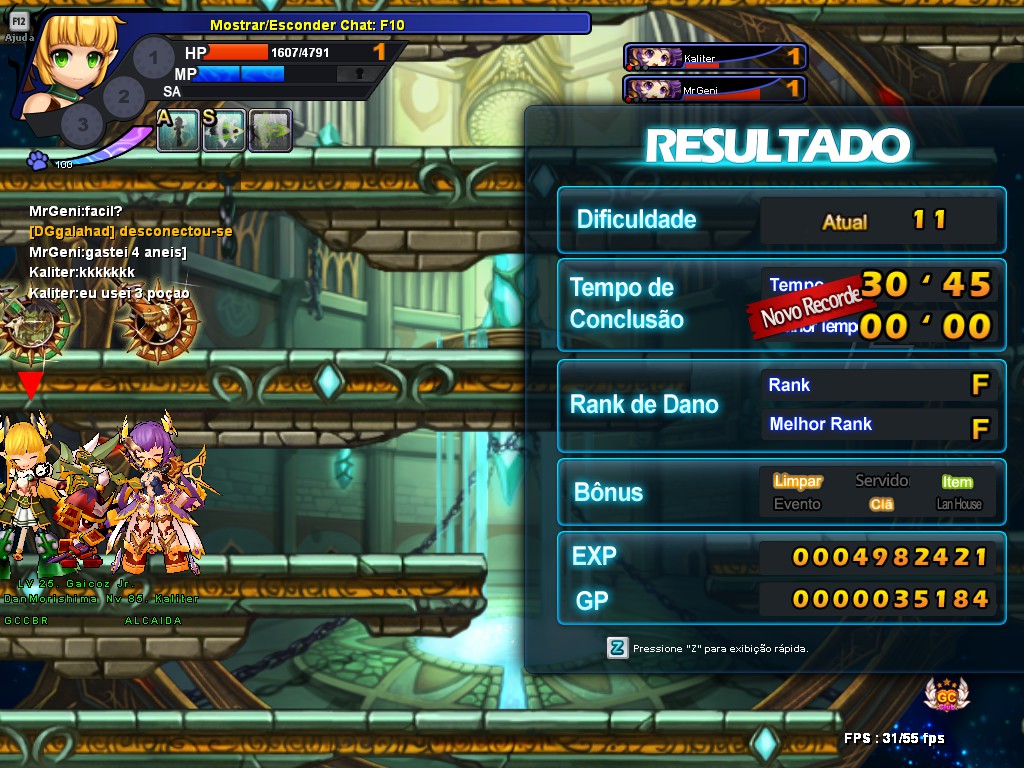 F12
Ajuda
Mostrar/Esconder Chat: F10
HP 1607/4791 1
MP
SA
1
2
3
A S
100
Kaliter 1
MrGeni 1
MrGeni:facil?
[DGgalahad] desconectou-se
MrGeni:gastei 4 aneis]
Kaliter:kkkkkkk
Kaliter:eu usei 3 poçao
RESULTADO
Dificuldade Atual 11
Tempo de Conclusão
Tempo 30 ' 45
Novo Recorde
Tempo 00 ' 00
Rank de Dano
Rank F
Melhor Rank F
Bônus
Limpar Servido Item
Evento Clã Lan House
EXP 0004982421
GP 0000035184
Z Pressione "Z" para exibição rápida.
LV 25. Gaicoz Jr.
DanMorishima Nv 85. Kaliter
GCCBR ALCAIDA
GC
FPS : 31/55 fps